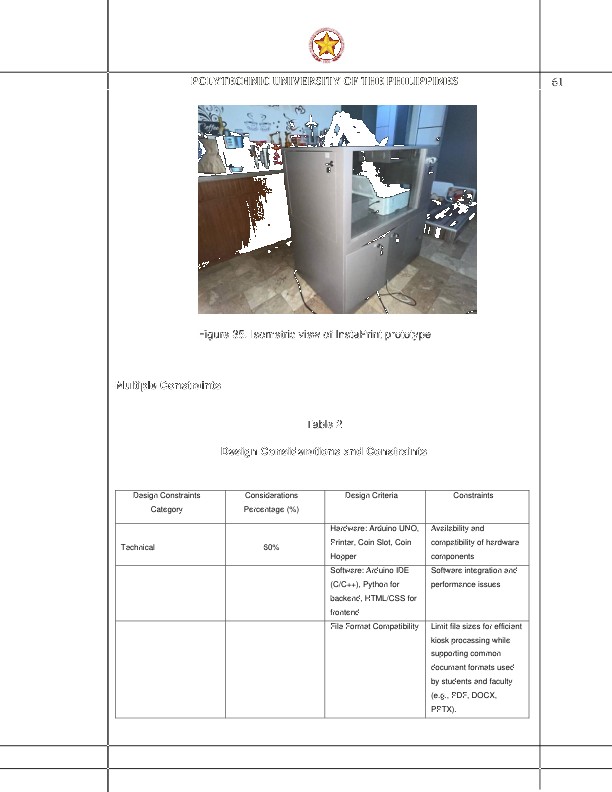 POLYTECHNIC UNIVERSITY OF THE PHILIPPINES
61
Figure 35. Isometric view of InstaPrint prototype
Multiple Constraints
Table 2
Design Considerations and Constraints
Design Constraints
Category
Considerations
Percentage (%)
Design Criteria
Constraints
Technical
50%
Hardware: Arduino UNO,
Printer, Coin Slot, Coin
Hopper
Availability and
compatibility of hardware
components
Software: Arduino IDE
(C/C++), Python for
backend, HTML/CSS for
frontend
Software integration and
performance issues
File Format Compatibility
Limit file sizes for efficient
kiosk processing while
supporting common
document formats used
by students and faculty
(e.g., PDF, DOCX,
PPTX).